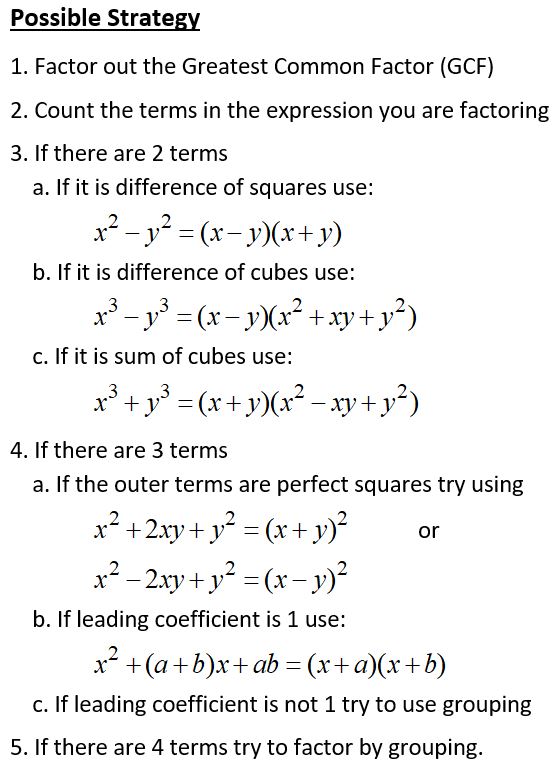 Possible Strategy
1. Factor out the Greatest Common Factor (GCF)
2. Count the terms in the expression you are factoring
3. If there are 2 terms
a. If it is difference of squares use:
x² – y² = (x – y)(x + y)
b. If it is difference of cubes use:
x³ – y³ = (x – y)(x² + xy + y²)
c. If it is sum of cubes use:
x³ + y³ = (x + y)(x² – xy + y²)
4. If there are 3 terms
a. If the outer terms are perfect squares try using
x² + 2xy + y² = (x + y)² or
x² – 2xy + y² = (x – y)²
b. If leading coefficient is 1 use:
x² + (a + b)x + ab = (x + a)(x + b)
c. If leading coefficient is not 1 try to use grouping
5. If there are 4 terms try to factor by grouping.